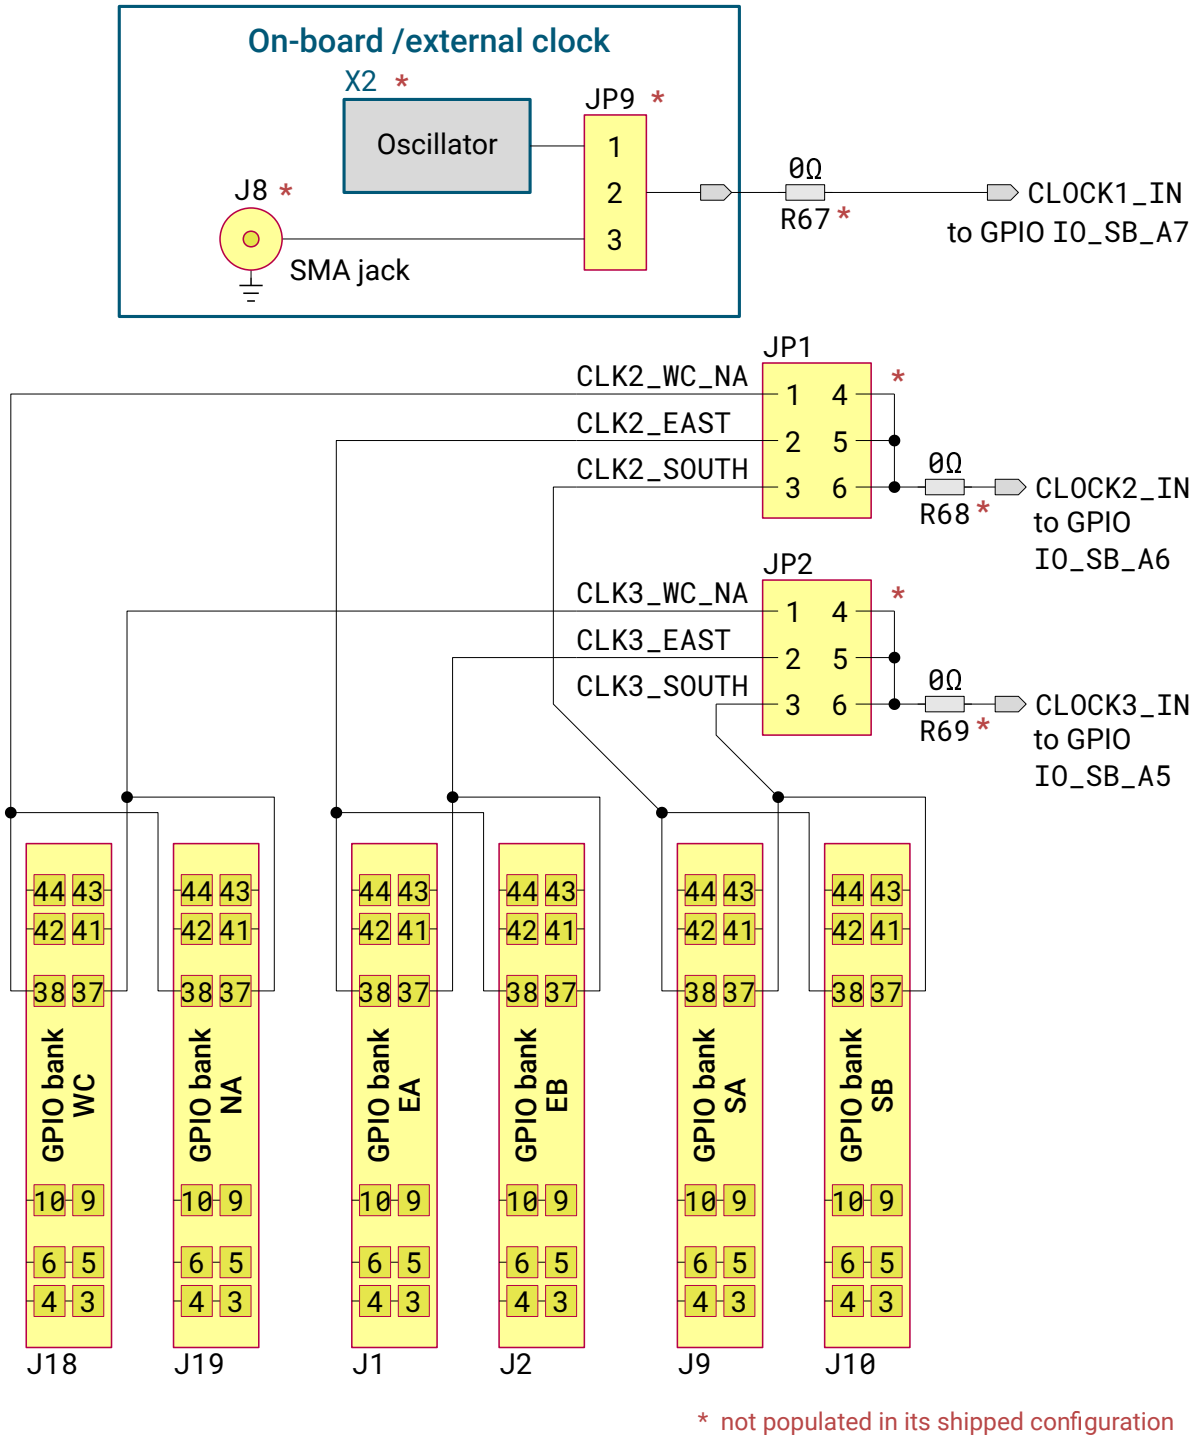 On-board /external clock
X2 *
JP9 *
Oscillator
1
2
3
J8 *
SMA jack
0Ω
R67 *
CLOCK1_IN
to GPIO IO_SB_A7
JP1
*
CLK2_WC_NA
CLK2_EAST
CLK2_SOUTH
1 4
2 5
3 6
0Ω
R68 *
CLOCK2_IN
to GPIO
IO_SB_A6
JP2
*
CLK3_WC_NA
CLK3_EAST
CLK3_SOUTH
1 4
2 5
3 6
0Ω
R69 *
CLOCK3_IN
to GPIO
IO_SB_A5
44 43
42 41
38 37
GPIO bank
WC
10 9
6 5
4 3
J18
44 43
42 41
38 37
GPIO bank
NA
10 9
6 5
4 3
J19
44 43
42 41
38 37
GPIO bank
EA
10 9
6 5
4 3
J1
44 43
42 41
38 37
GPIO bank
EB
10 9
6 5
4 3
J2
44 43
42 41
38 37
GPIO bank
SA
10 9
6 5
4 3
J9
44 43
42 41
38 37
GPIO bank
SB
10 9
6 5
4 3
J10
* not populated in its shipped configuration